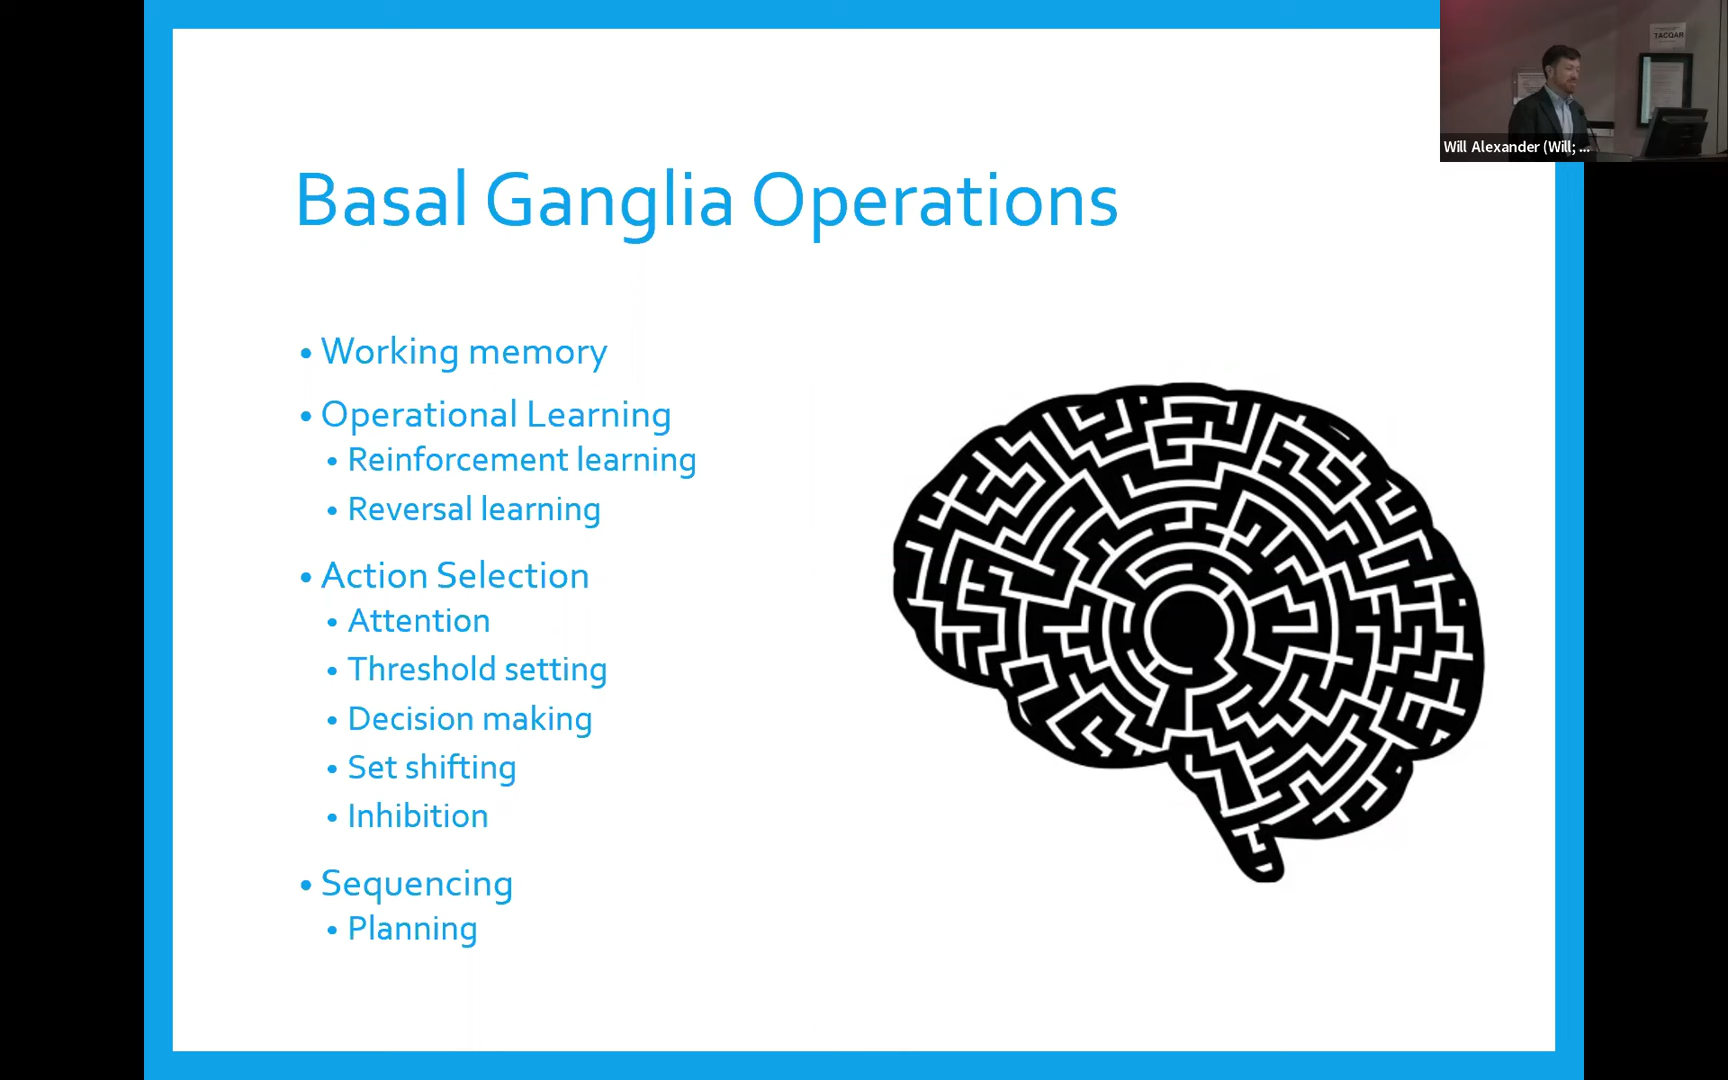 Basal Ganglia Operations
• Working memory
• Operational Learning
• Reinforcement learning
• Reversal learning
• Action Selection
• Attention
• Threshold setting
• Decision making
• Set shifting
• Inhibition
• Sequencing
• Planning
TACQAR
Will Alexander (Will; ...